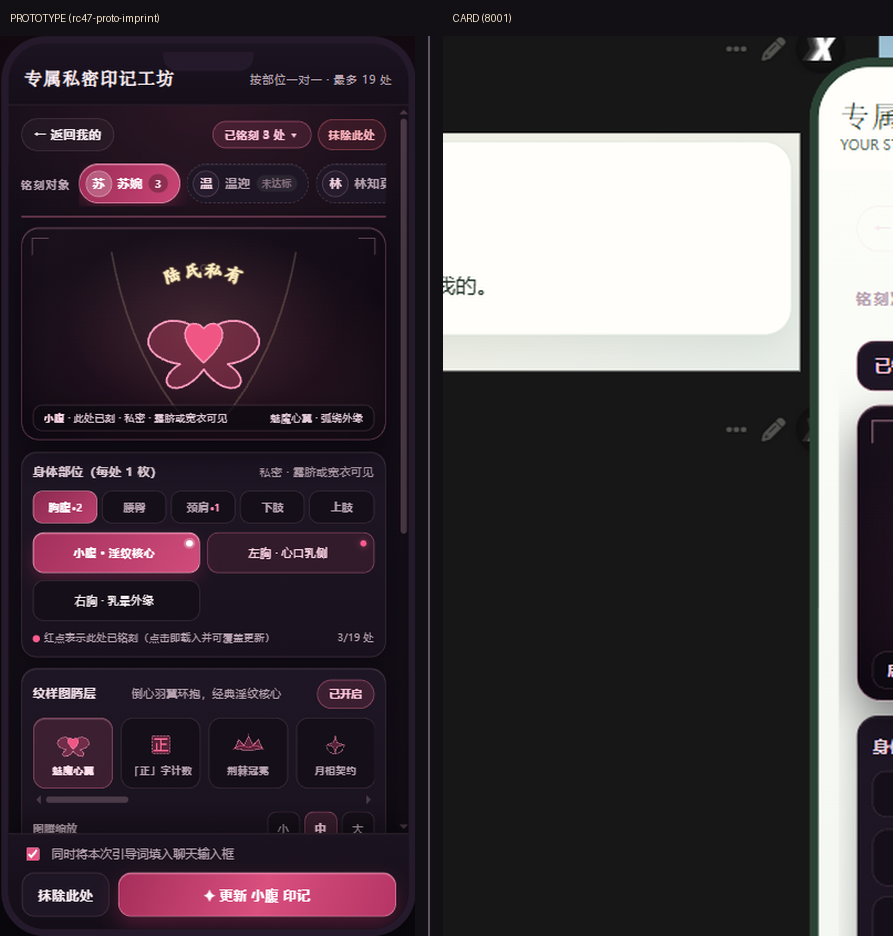 PROTOTYPE (rc47-proto-imprint)
专属私密印记工坊
按部位一对一 · 最多 19 处
← 返回我的
已铭刻 3 处 ▾
抹除此处
铭刻对象
苏 苏婉 3
温 温迎 未达标
林 林知夏
陆氏私有
小腹 · 此处已刻 · 私密 · 露脐或宽衣可见
魅魔心翼 · 弧绕外缘
身体部位（每处 1 枚）
私密 · 露脐或宽衣可见
胸腹•2
腰臀
颈肩•1
下肢
上肢
小腹 • 淫纹核心
左胸 · 心口乳侧
右胸 · 乳晕外缘
红点表示此处已铭刻（点击即载入并可覆盖更新）
3/19 处
纹样图腾层
倒心羽翼环抱，经典淫纹核心
已开启
魅魔心翼
「正」字计数
荆棘冠冕
月相契约
正
图腾缩放
小
中
大
同时将本次引导词填入聊天输入框
抹除此处
✦ 更新 小腹 印记
CARD (8001)
我的。
专属
YOUR ST
←
铭刻
已
身